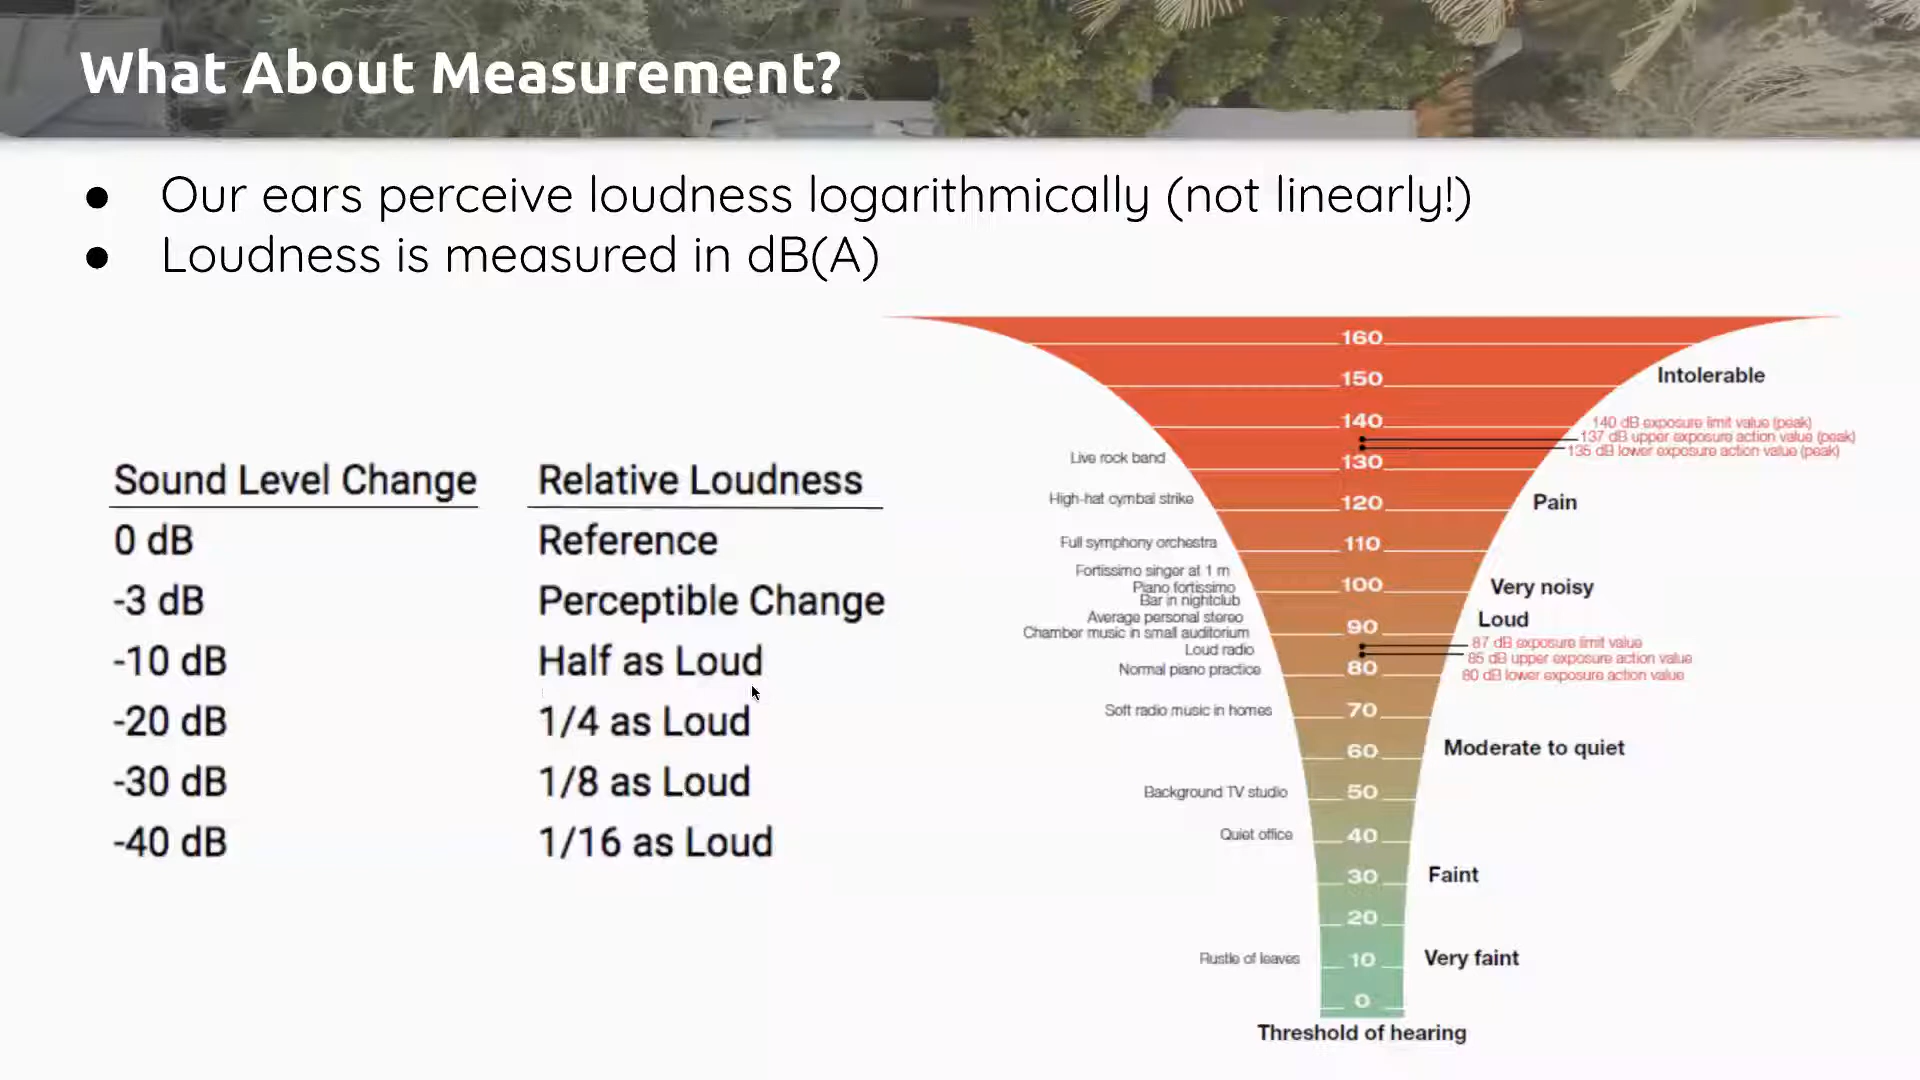 What About Measurement?
● Our ears perceive loudness logarithmically (not linearly!)
● Loudness is measured in dB(A)
Sound Level Change Relative Loudness
0 dB Reference
-3 dB Perceptible Change
-10 dB Half as Loud
-20 dB 1/4 as Loud
-30 dB 1/8 as Loud
-40 dB 1/16 as Loud
160
150
140
130
120
110
100
90
80
70
60
50
40
30
20
10
0
Live rock band
High-hat cymbal strike
Full symphony orchestra
Fortissimo singer at 1 m
Piano fortissimo
Bar in nightclub
Average personal stereo
Chamber music in small auditorium
Loud radio
Normal piano practice
Soft radio music in homes
Background TV studio
Quiet office
Rustle of leaves
Intolerable
140 dB exposure limit value (peak)
137 dB upper exposure action value (peak)
135 dB lower exposure action value (peak)
Pain
Very noisy
Loud
87 dB exposure limit value
85 dB upper exposure action value
80 dB lower exposure action value
Moderate to quiet
Faint
Very faint
Threshold of hearing